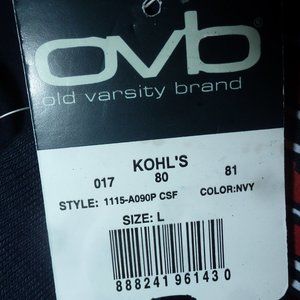 ovb®
old varsity brand
KOHL'S
017 80 81
STYLE: 1115-A090P CSF COLOR:NVY
SIZE: L
888241961430